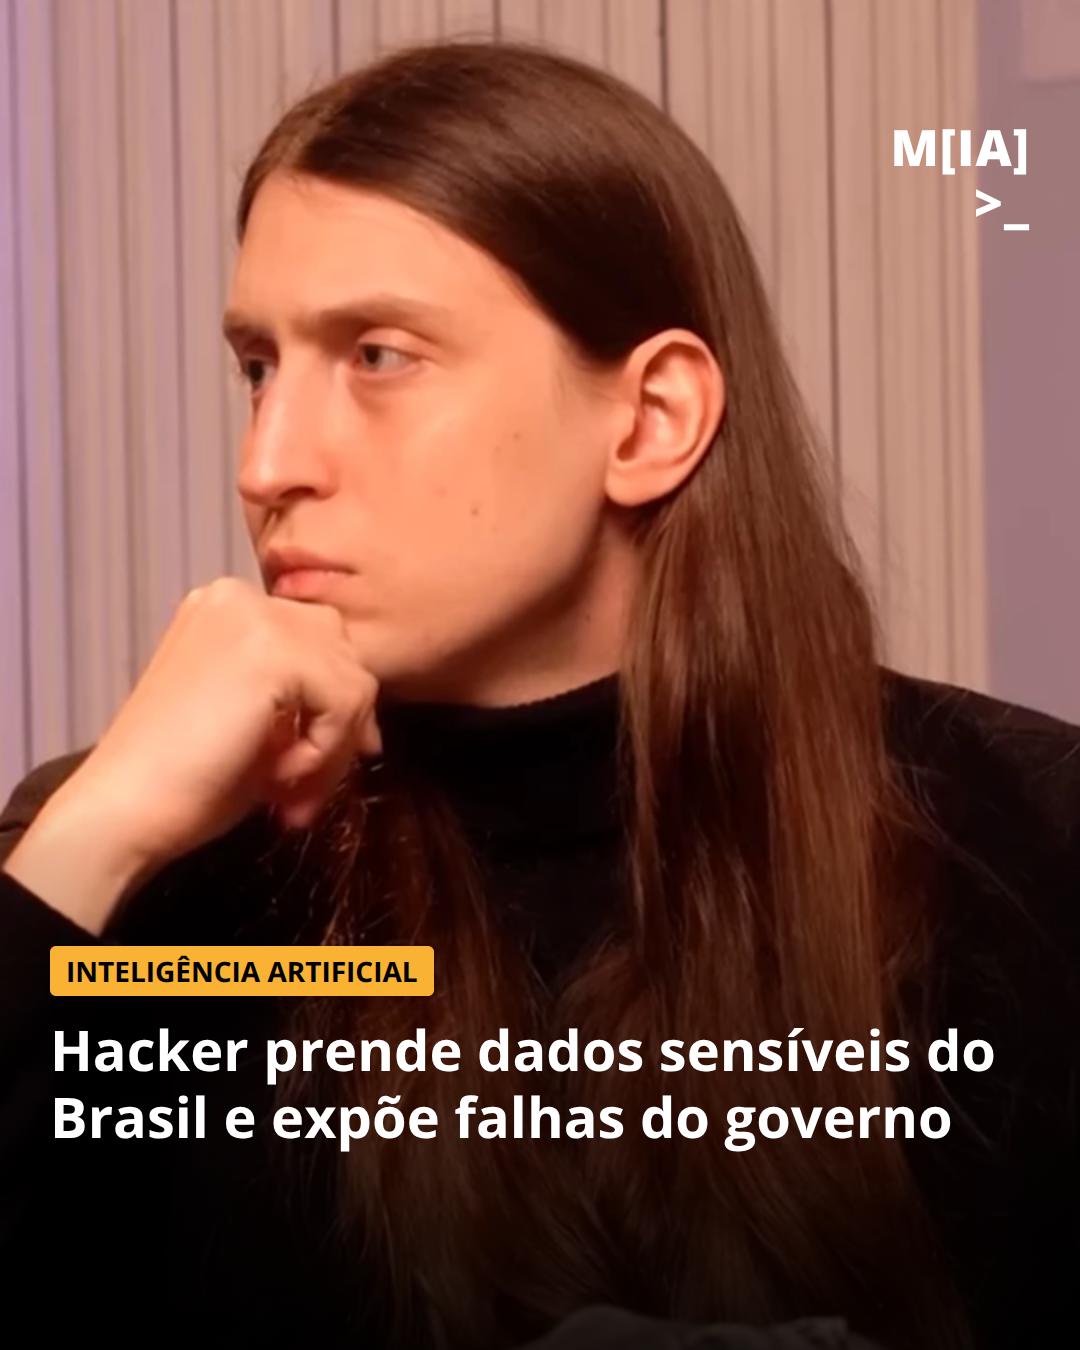 M[IA]
>_
INTELIGÊNCIA ARTIFICIAL
Hacker prende dados sensíveis do
Brasil e expõe falhas do governo